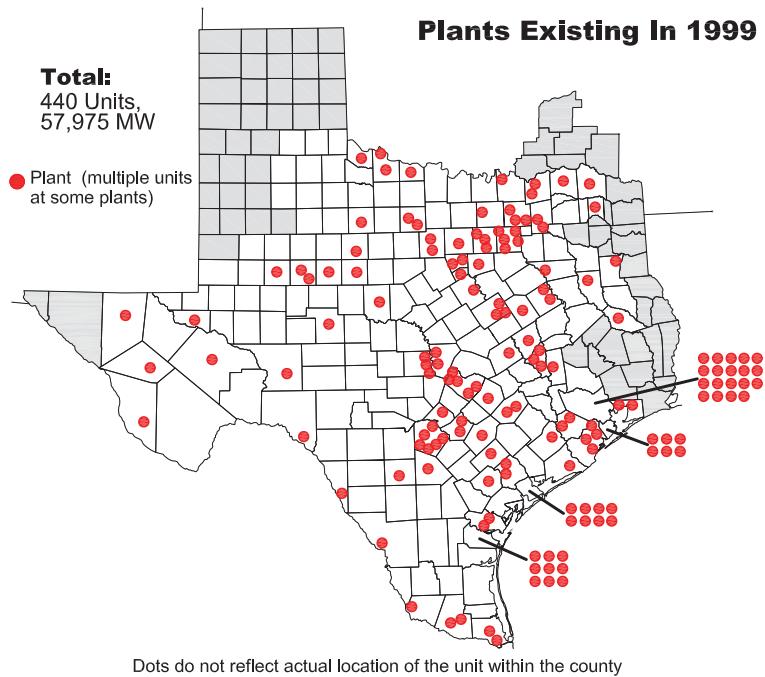 Plants Existing In 1999
Total:
440 Units,
57,975 MW
Plant (multiple units
at some plants)
Dots do not reflect actual location of the unit within the county